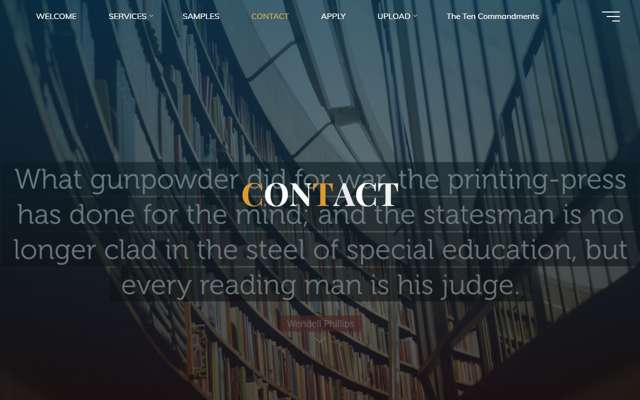 WELCOME SERVICES SAMPLES CONTACT APPLY UPLOAD The Ten Commandments
What gunpowder did for war, the printing-press
CONTACT
has done for the mind; and the statesman is no
longer clad in the steel of special education, but
every reading man is his judge.
Wendell Phillips